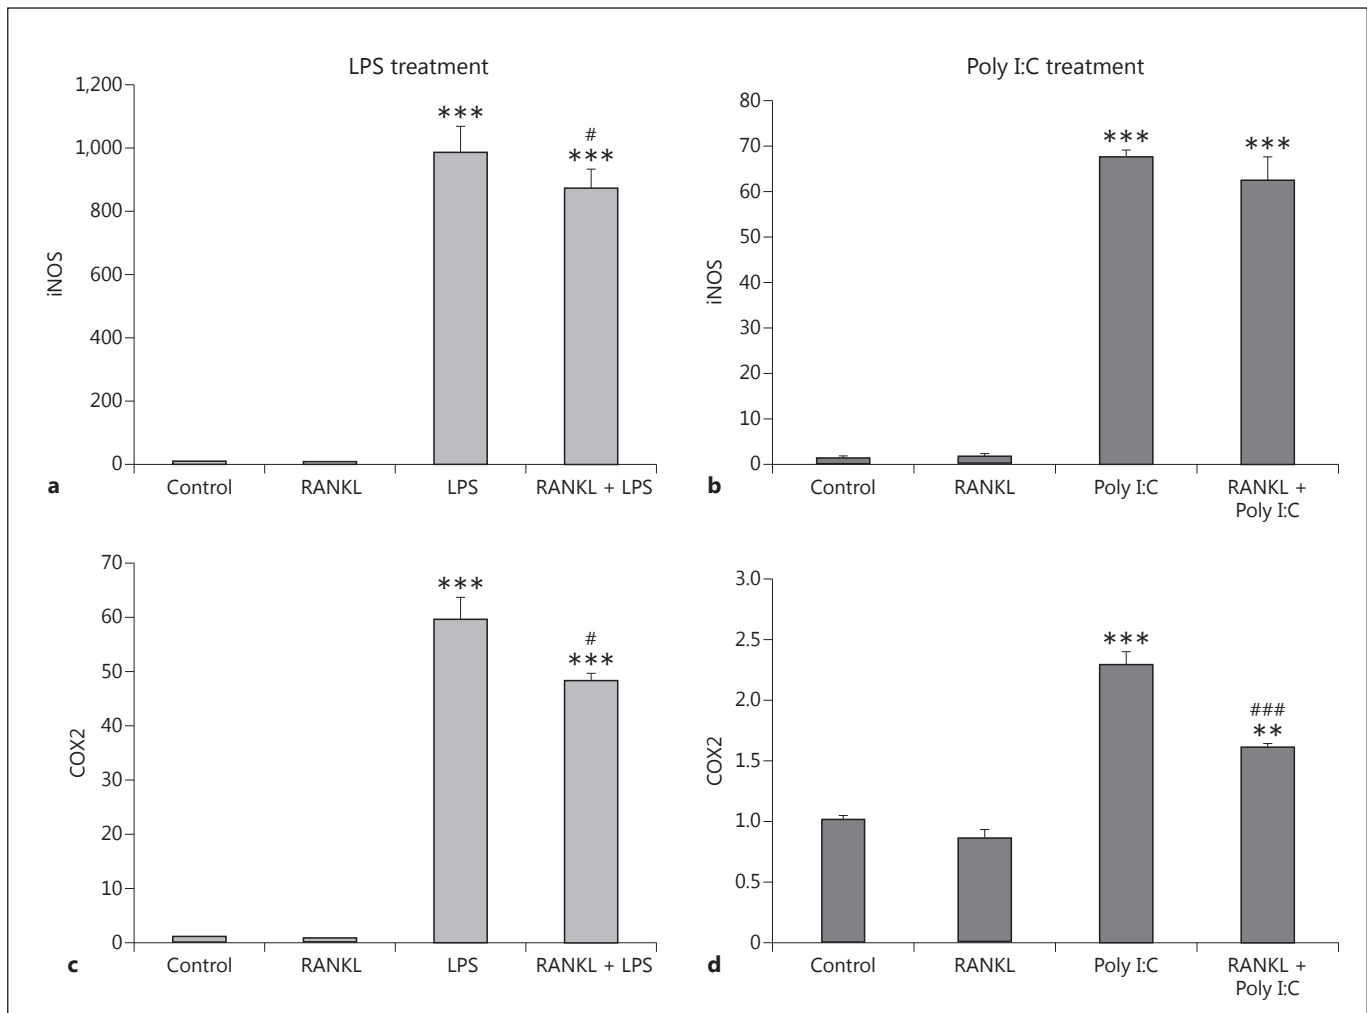 LPS treatment
1,200
1,000
800
600
400
200
0
iNOS
***
#
***
a
Control
RANKL
LPS
RANKL + LPS
Poly I:C treatment
80
70
60
50
40
30
20
10
0
iNOS
***
***
b
Control
RANKL
Poly I:C
RANKL +
Poly I:C
70
60
50
40
30
20
10
0
COX2
***
#
***
c
Control
RANKL
LPS
RANKL + LPS
3.0
2.5
2.0
1.5
1.0
0.5
0
COX2
***
###
**
d
Control
RANKL
Poly I:C
RANKL +
Poly I:C